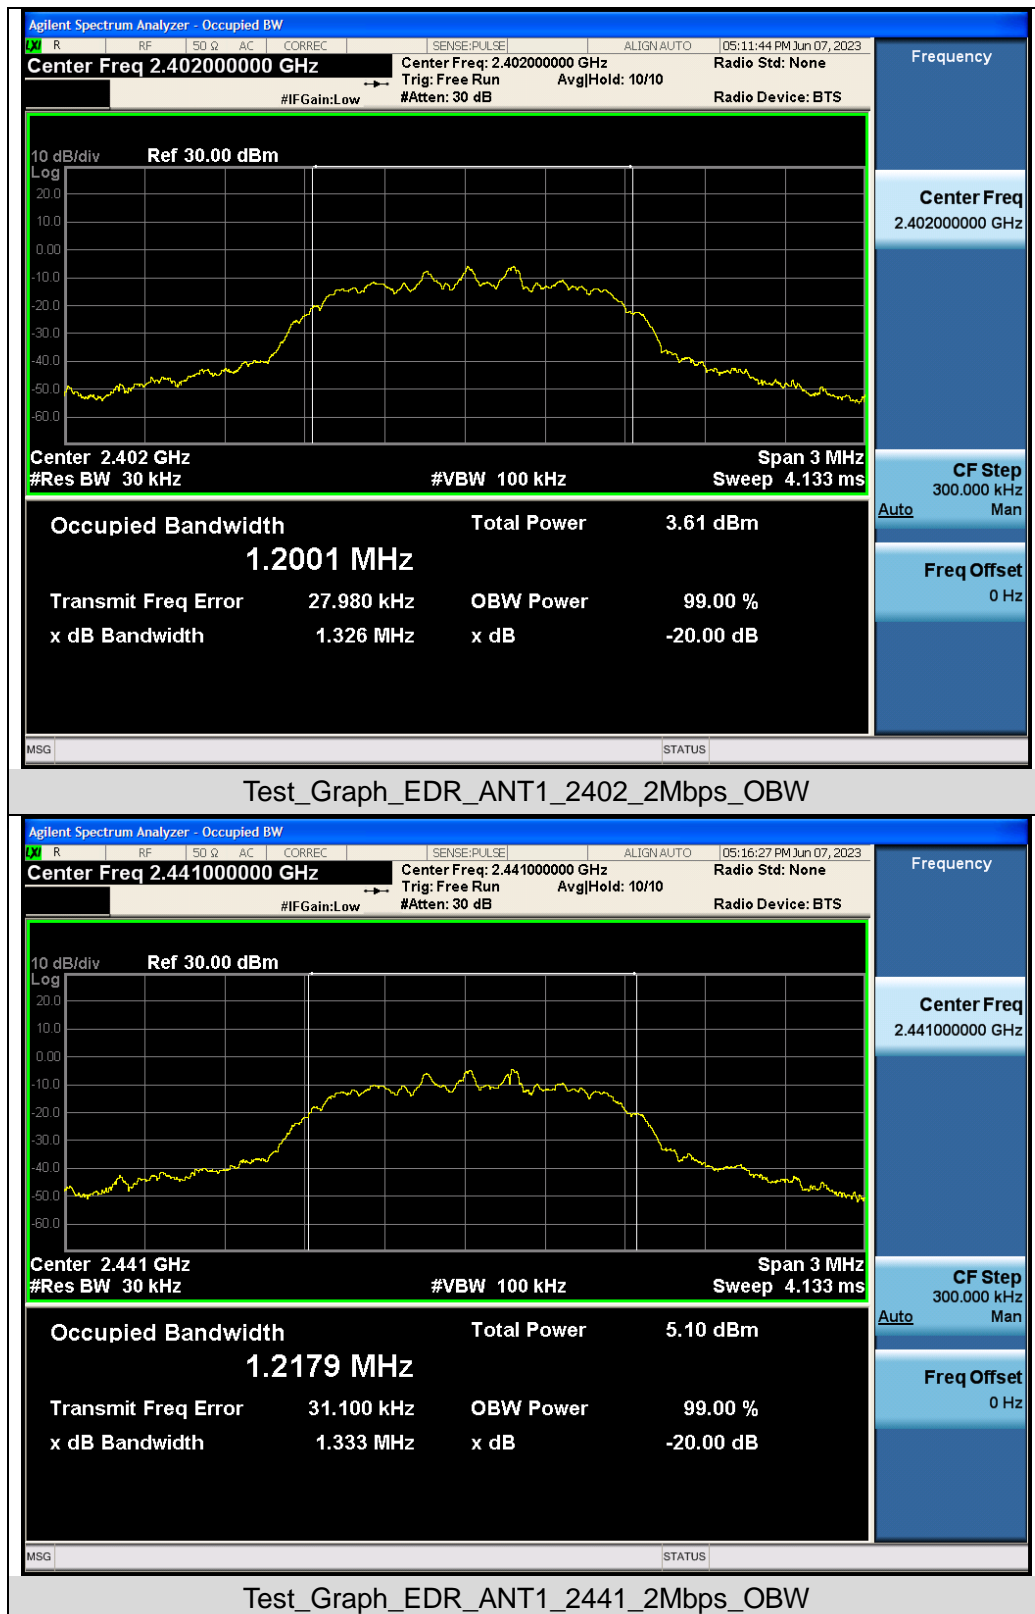 Agilent Spectrum Analyzer - Occupied BW
LXI R RF 50 Ω AC CORREC SENSE:PULSE ALIGN AUTO 05:11:44 PM Jun 07, 2023
Center Freq 2.402000000 GHz Center Freq: 2.402000000 GHz Radio Std: None Frequency
Trig: Free Run Avg|Hold: 10/10
#IFGain:Low #Atten: 30 dB Radio Device: BTS
10 dB/div Ref 30.00 dBm
Log
20.0
10.0
0.00
-10.0
-20.0
-30.0
-40.0
-50.0
-60.0
Center Freq
2.402000000 GHz
Center 2.402 GHz Span 3 MHz
#Res BW 30 kHz #VBW 100 kHz Sweep 4.133 ms
CF Step
300.000 kHz
Auto Man
Occupied Bandwidth Total Power 3.61 dBm
1.2001 MHz
Freq Offset
0 Hz
Transmit Freq Error 27.980 kHz OBW Power 99.00 %
x dB Bandwidth 1.326 MHz x dB -20.00 dB
MSG STATUS
Test_Graph_EDR_ANT1_2402_2Mbps_OBW
Agilent Spectrum Analyzer - Occupied BW
LXI R RF 50 Ω AC CORREC SENSE:PULSE ALIGN AUTO 05:16:27 PM Jun 07, 2023
Center Freq 2.441000000 GHz Center Freq: 2.441000000 GHz Radio Std: None Frequency
Trig: Free Run Avg|Hold: 10/10
#IFGain:Low #Atten: 30 dB Radio Device: BTS
10 dB/div Ref 30.00 dBm
Log
20.0
10.0
0.00
-10.0
-20.0
-30.0
-40.0
-50.0
-60.0
Center Freq
2.441000000 GHz
Center 2.441 GHz Span 3 MHz
#Res BW 30 kHz #VBW 100 kHz Sweep 4.133 ms
CF Step
300.000 kHz
Auto Man
Occupied Bandwidth Total Power 5.10 dBm
1.2179 MHz
Freq Offset
0 Hz
Transmit Freq Error 31.100 kHz OBW Power 99.00 %
x dB Bandwidth 1.333 MHz x dB -20.00 dB
MSG STATUS
Test_Graph_EDR_ANT1_2441_2Mbps_OBW